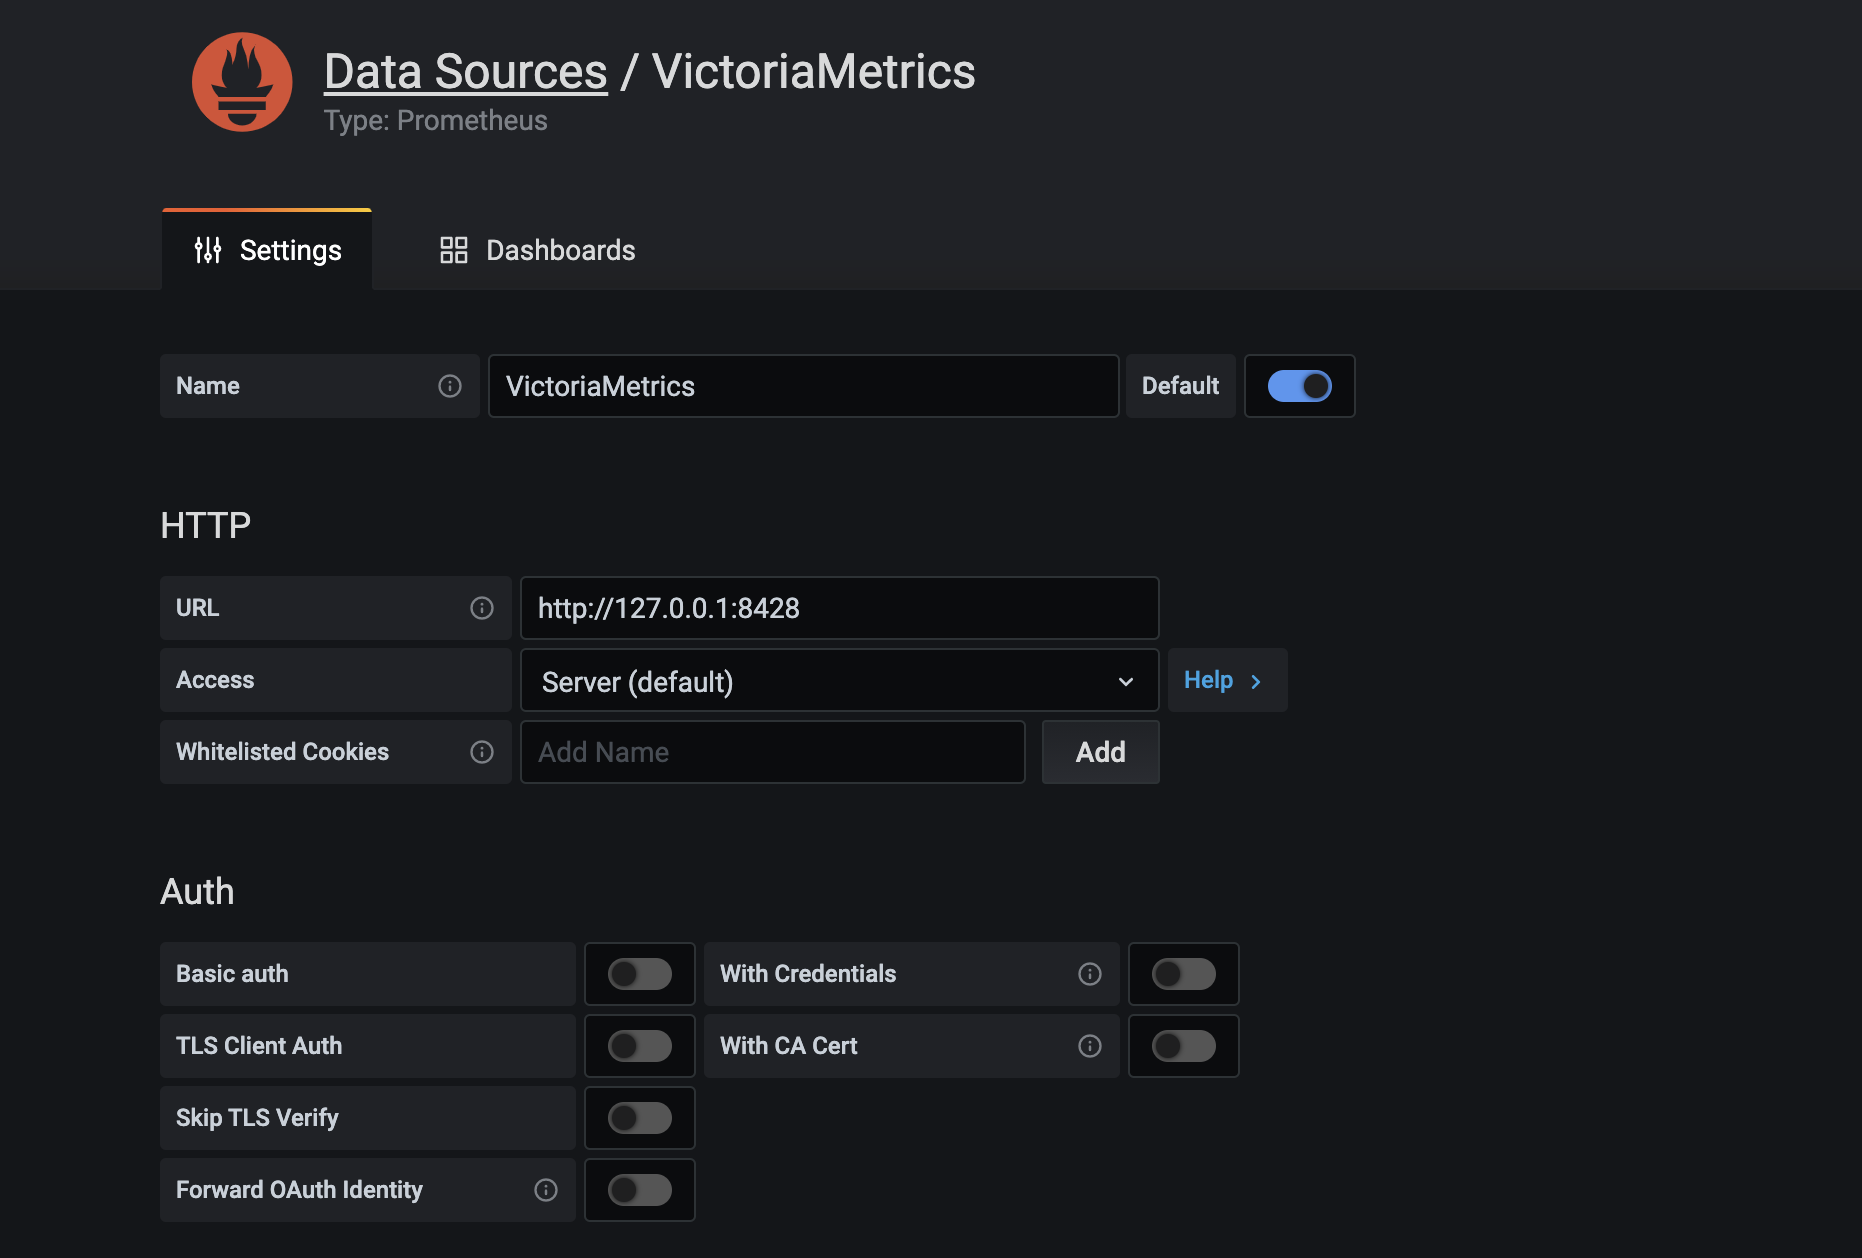 Data Sources / VictoriaMetrics
Type: Prometheus
Settings
Dashboards
Name
VictoriaMetrics
Default
HTTP
URL
http://127.0.0.1:8428
Access
Server (default)
Help
Whitelisted Cookies
Add Name
Add
Auth
Basic auth
With Credentials
TLS Client Auth
With CA Cert
Skip TLS Verify
Forward OAuth Identity